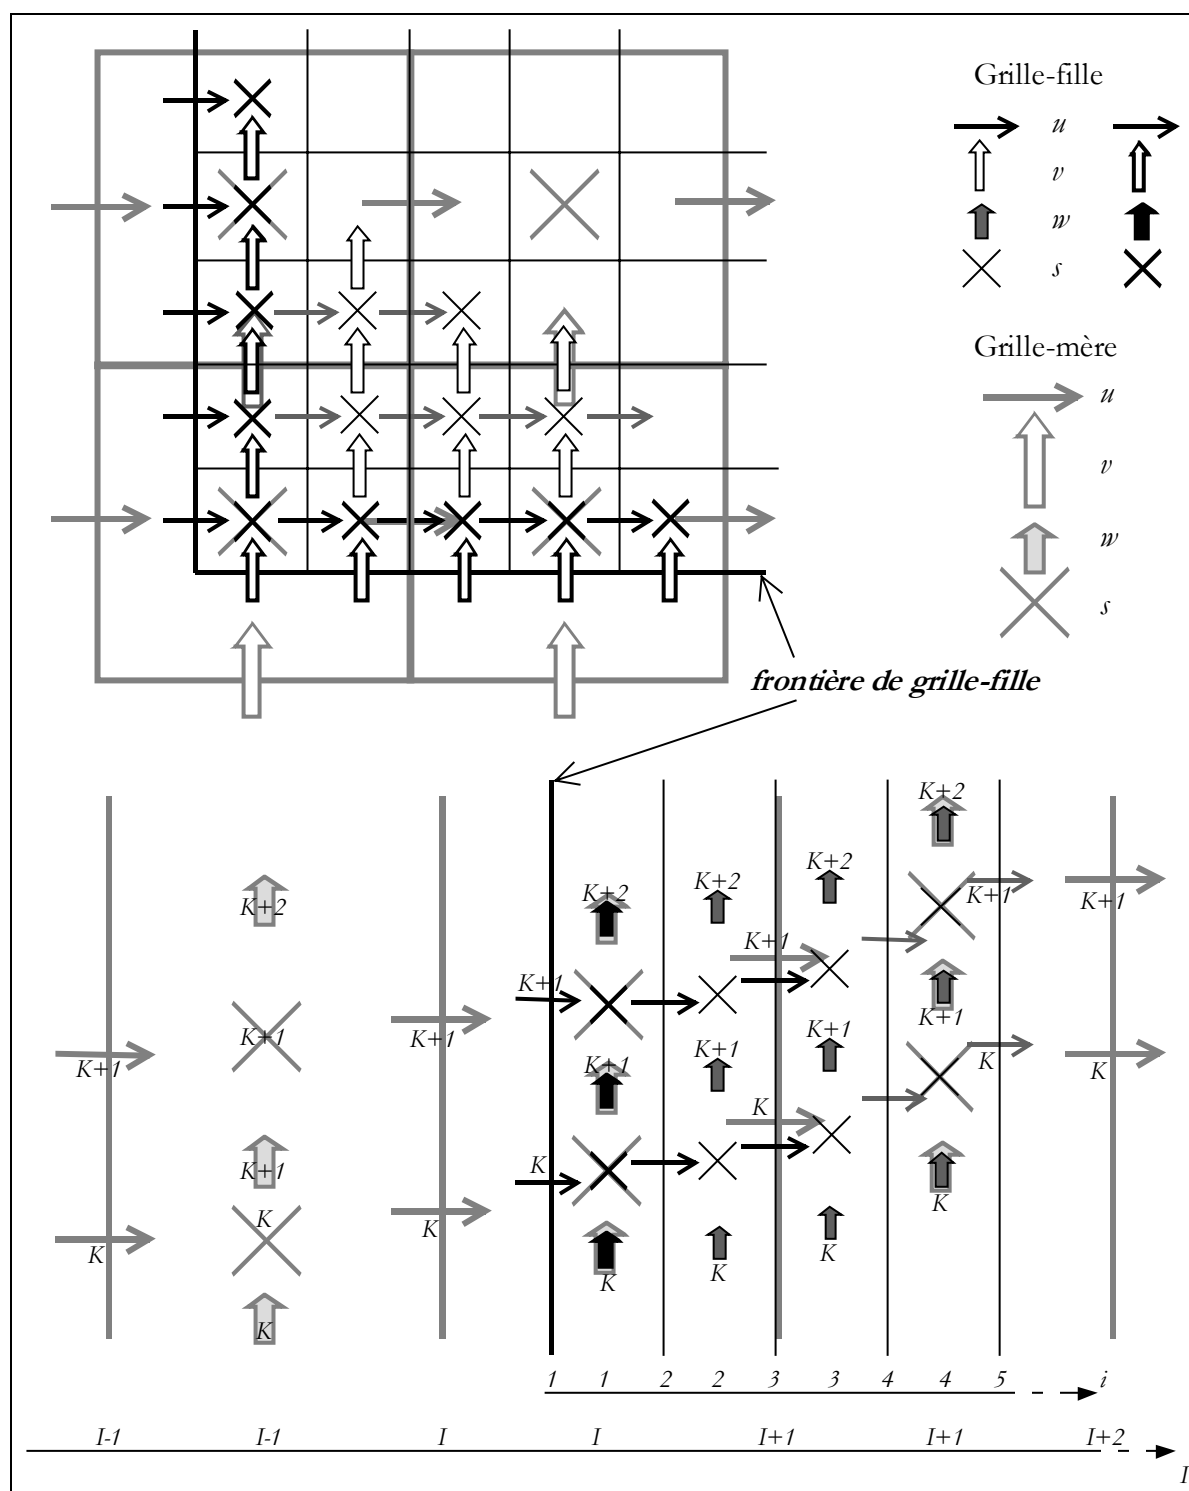 Grille-fille
u
v
w
s
Grille-mère
u
v
w
s
frontière de grille-fille
K+2
K+2
K+2
K+2
K+2
K+1
K+1
K+1
K+1
K+1
K+1
K+1
K+1
K+1
K+1
K+1
K+1
K
K
K
K
K
K
K
K
K
K
K
K
1 1 2 2 3 3 4 4 5 i
I-1 I-1 I I I+1 I+1 I+2
I